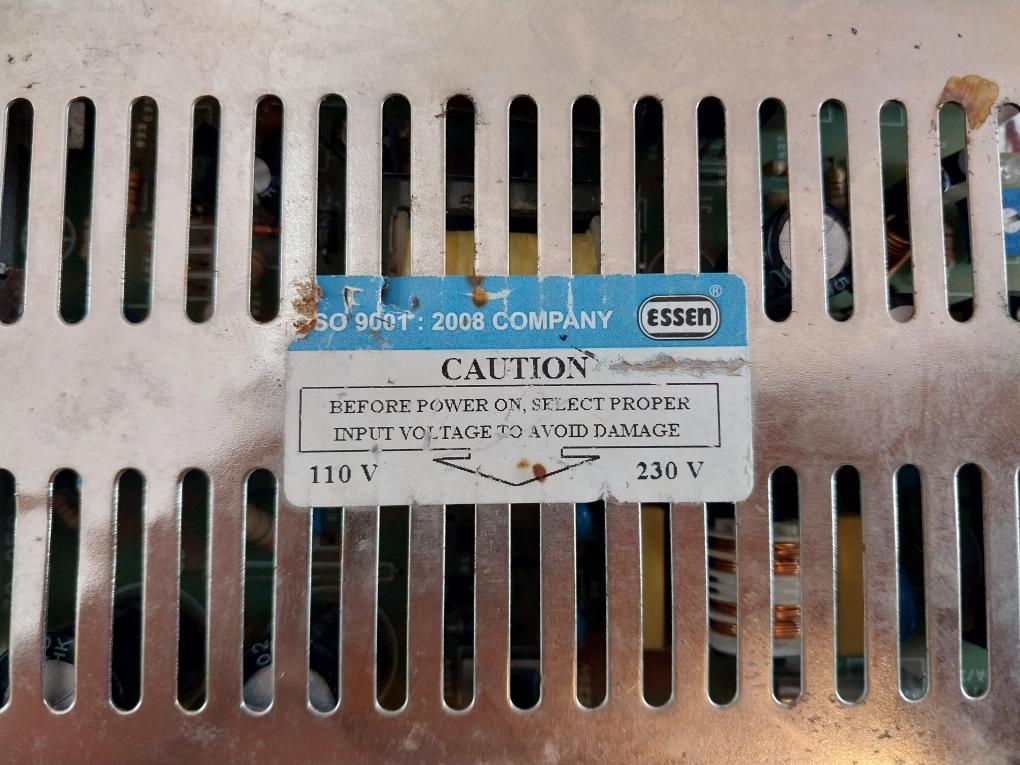 ISO 9001 : 2008 COMPANY
ESSEN ®
CAUTION
BEFORE POWER ON, SELECT PROPER
INPUT VOLTAGE TO AVOID DAMAGE
110 V 230 V